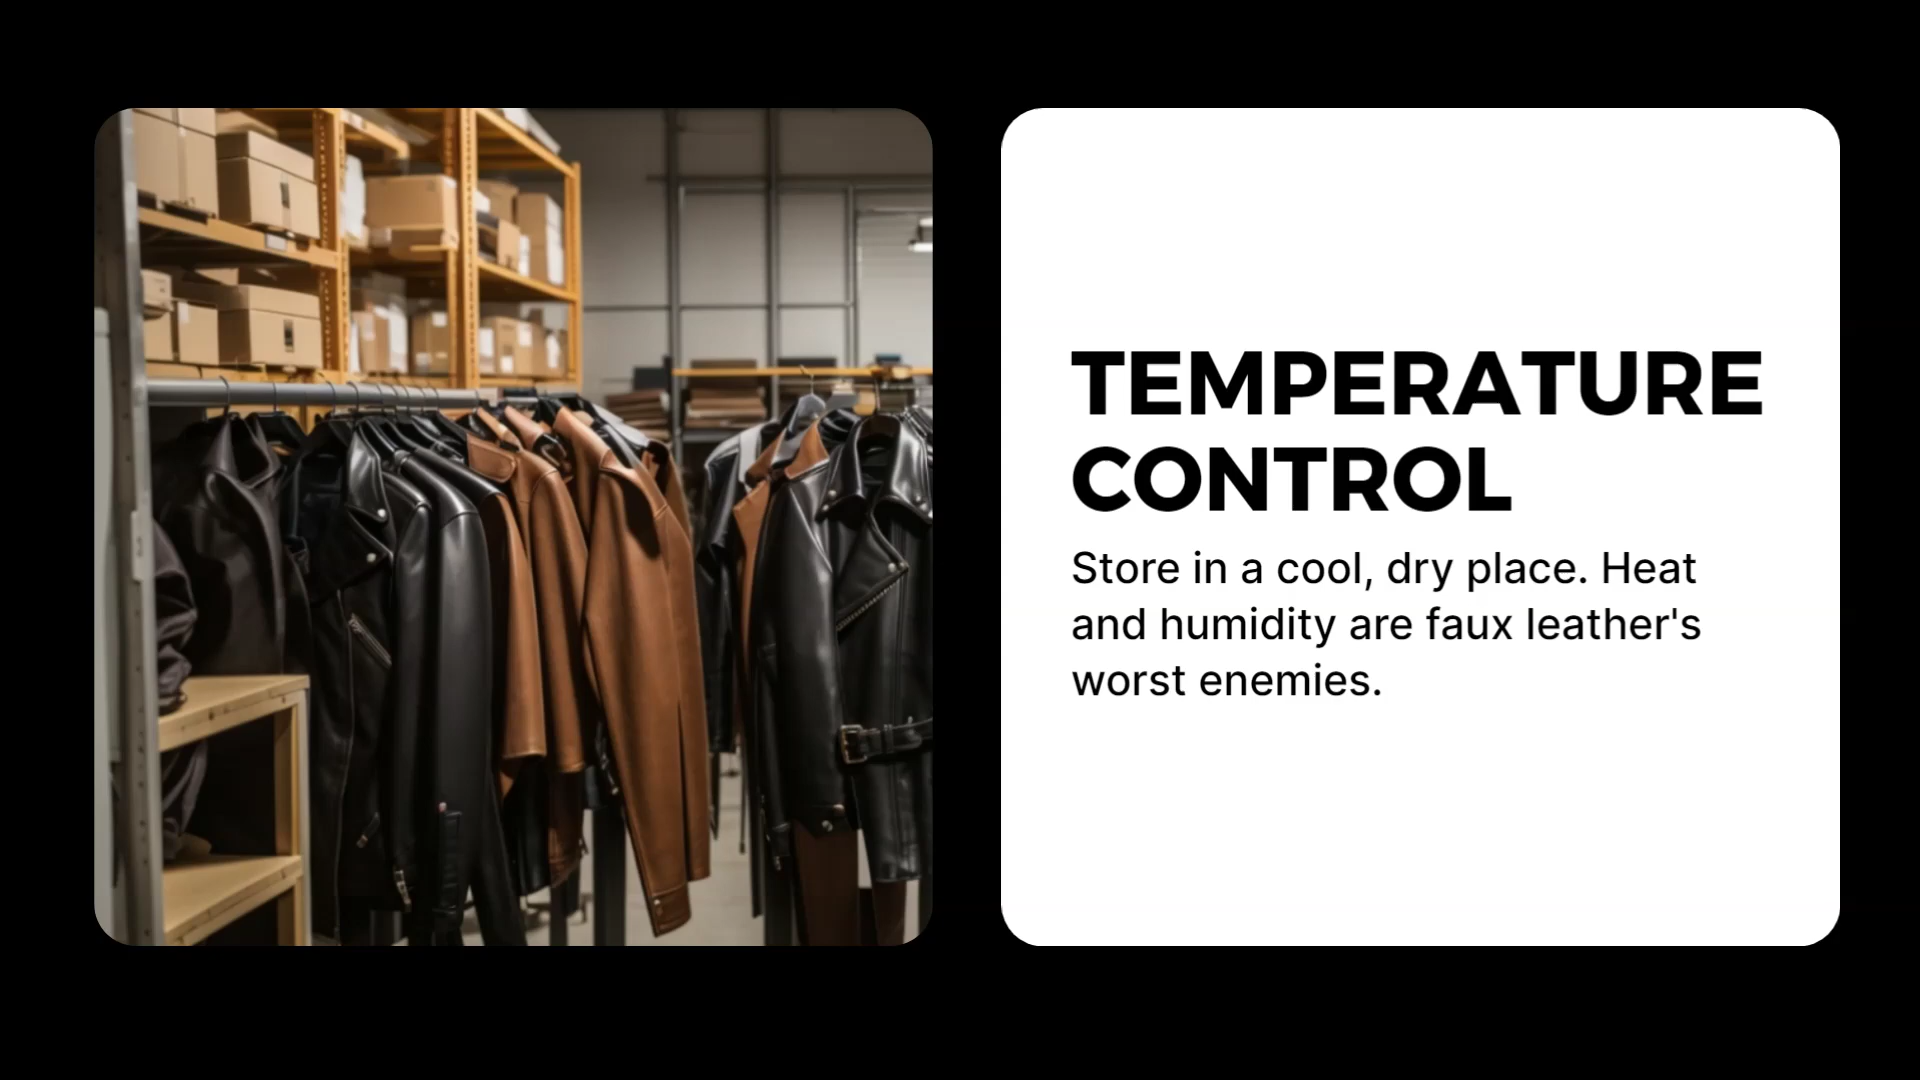 TEMPERATURE
CONTROL
Store in a cool, dry place. Heat
and humidity are faux leather's
worst enemies.